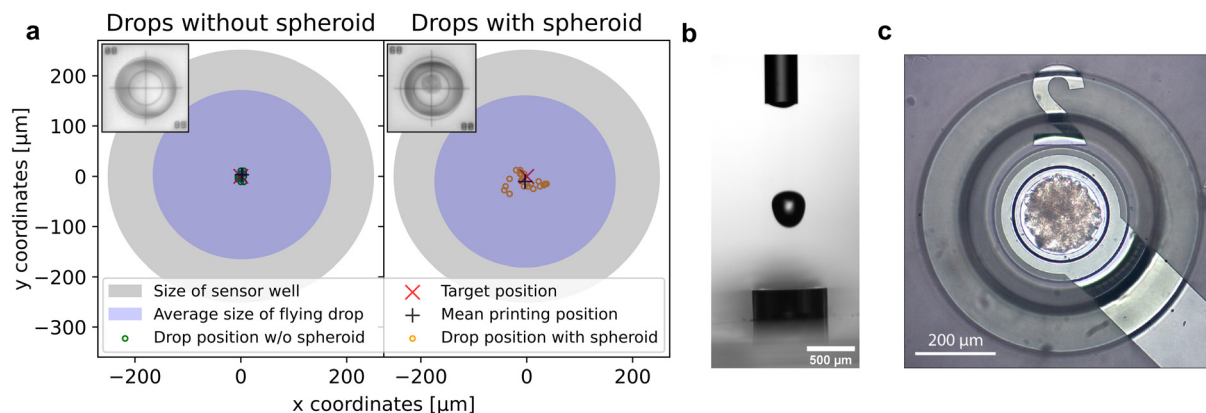 a
Drops without spheroid
Drops with spheroid
b
c
y coordinates [µm]
200
100
0
−100
−200
−300
Size of sensor well
Average size of flying drop
Drop position w/o spheroid
Target position
Mean printing position
Drop position with spheroid
−200
0
200
−200
0
200
x coordinates [µm]
500 µm
2
200 µm